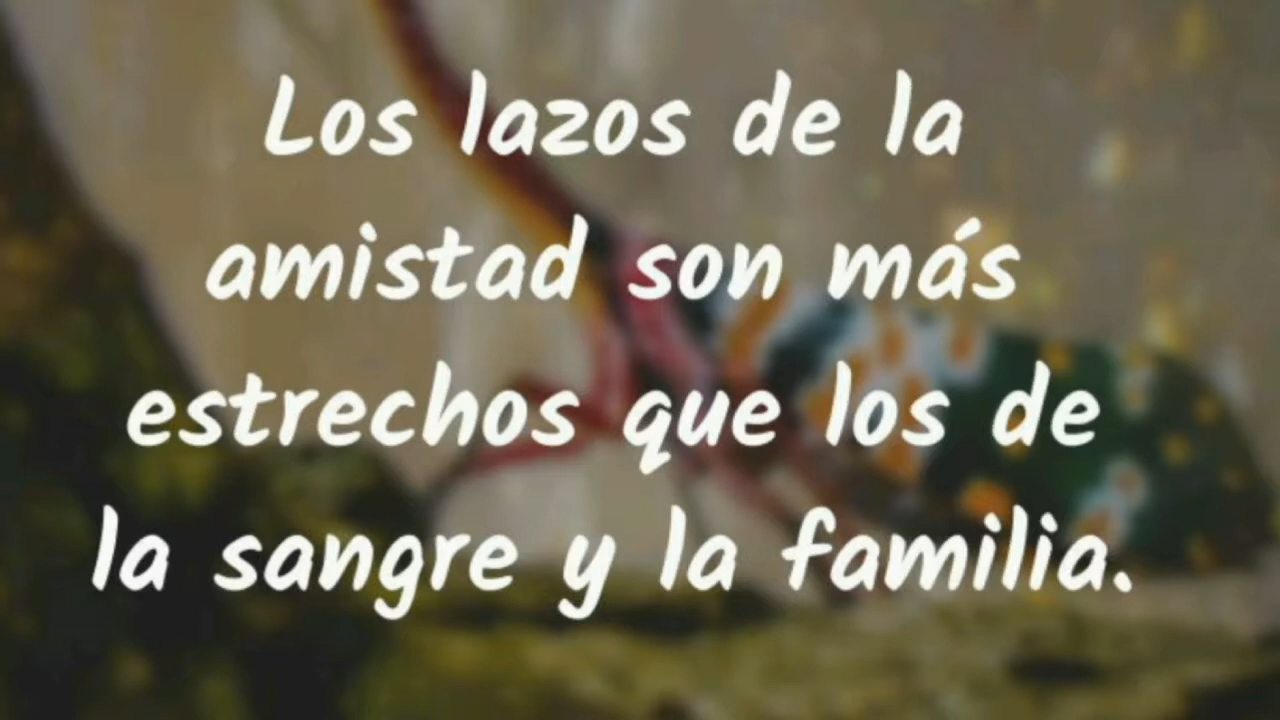 Los lazos de la
amistad son más
estrechos que los de
la sangre y la familia.